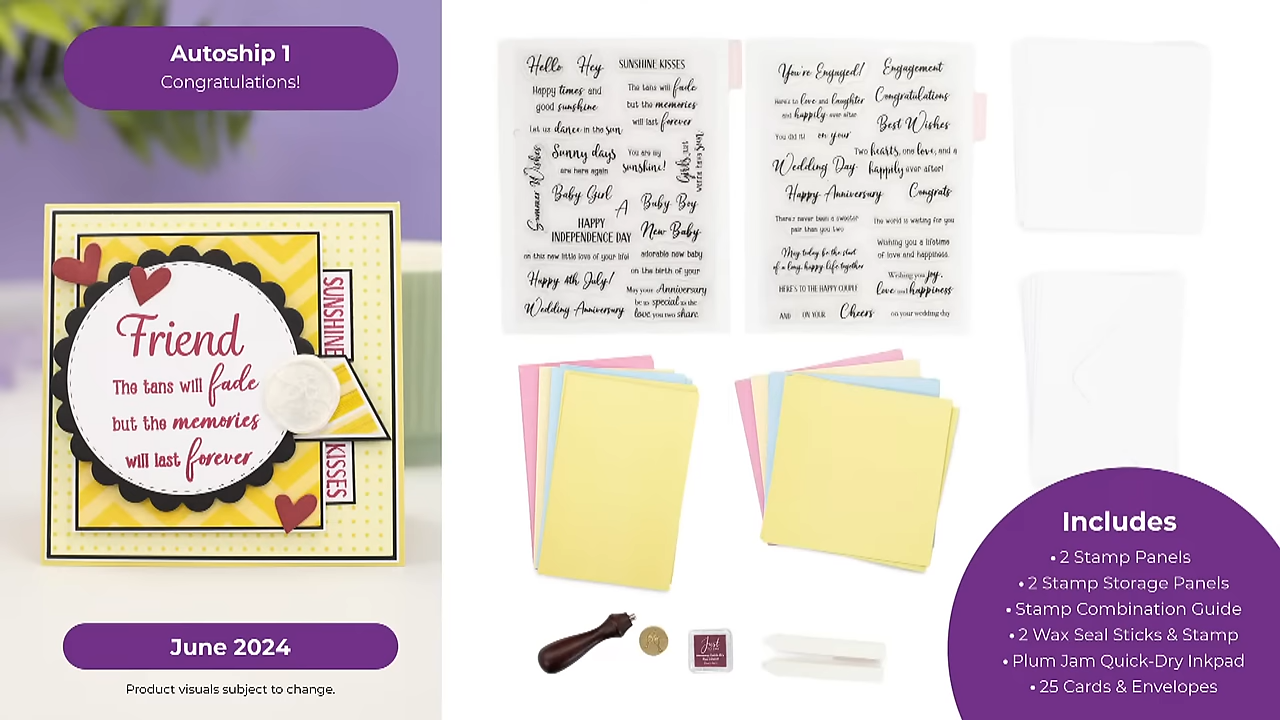 Autoship 1
Congratulations!
SUNSHINE
Friend
The tans will fade
but the memories
will last forever
KISSES
June 2024
Product visuals subject to change.
Hello Hey SUNSHINE KISSES
Happy times and
good sunshine
The tans will fade
but the memories
will last forever
Let us dance in the sun
Sunny days
are here again
You are my
sunshine!
Girls just
wanna have sun
Summer Wishes
Baby Girl
A Baby Boy
HAPPY
INDEPENDENCE DAY
New Baby
on this new little love of your life!
adorable new baby
Happy 4th July!
on the birth of your
Wedding Anniversary
May your Anniversary
be as special as the
love you two share
You're Engaged! Engagement
Here's to love and laughter
and happily ever after
Congratulations
Best Wishes
You did it! on your
Two hearts, one love, and a
happily ever after!
Wedding Day
Happy Anniversary Congrats
There's never been a sweeter
pair than you two
The world is waiting for you
Wishing you a lifetime
of love and happiness
May today be the start
of a long, happy life together
Wishing you joy,
love and happiness
HERE'S TO THE HAPPY COUPLE
AND ON YOUR Cheers on your wedding day
Just
Includes
• 2 Stamp Panels
• 2 Stamp Storage Panels
• Stamp Combination Guide
• 2 Wax Seal Sticks & Stamp
• Plum Jam Quick-Dry Inkpad
• 25 Cards & Envelopes